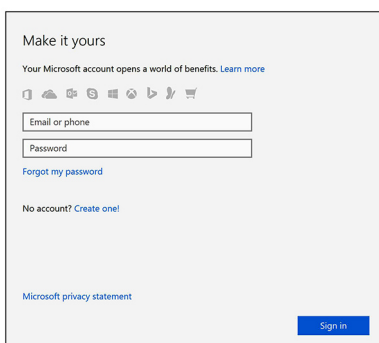 Make it yours
Your Microsoft account opens a world of benefits. Learn more
Email or phone
Password
Forgot my password
No account? Create one!
Microsoft privacy statement
Sign in